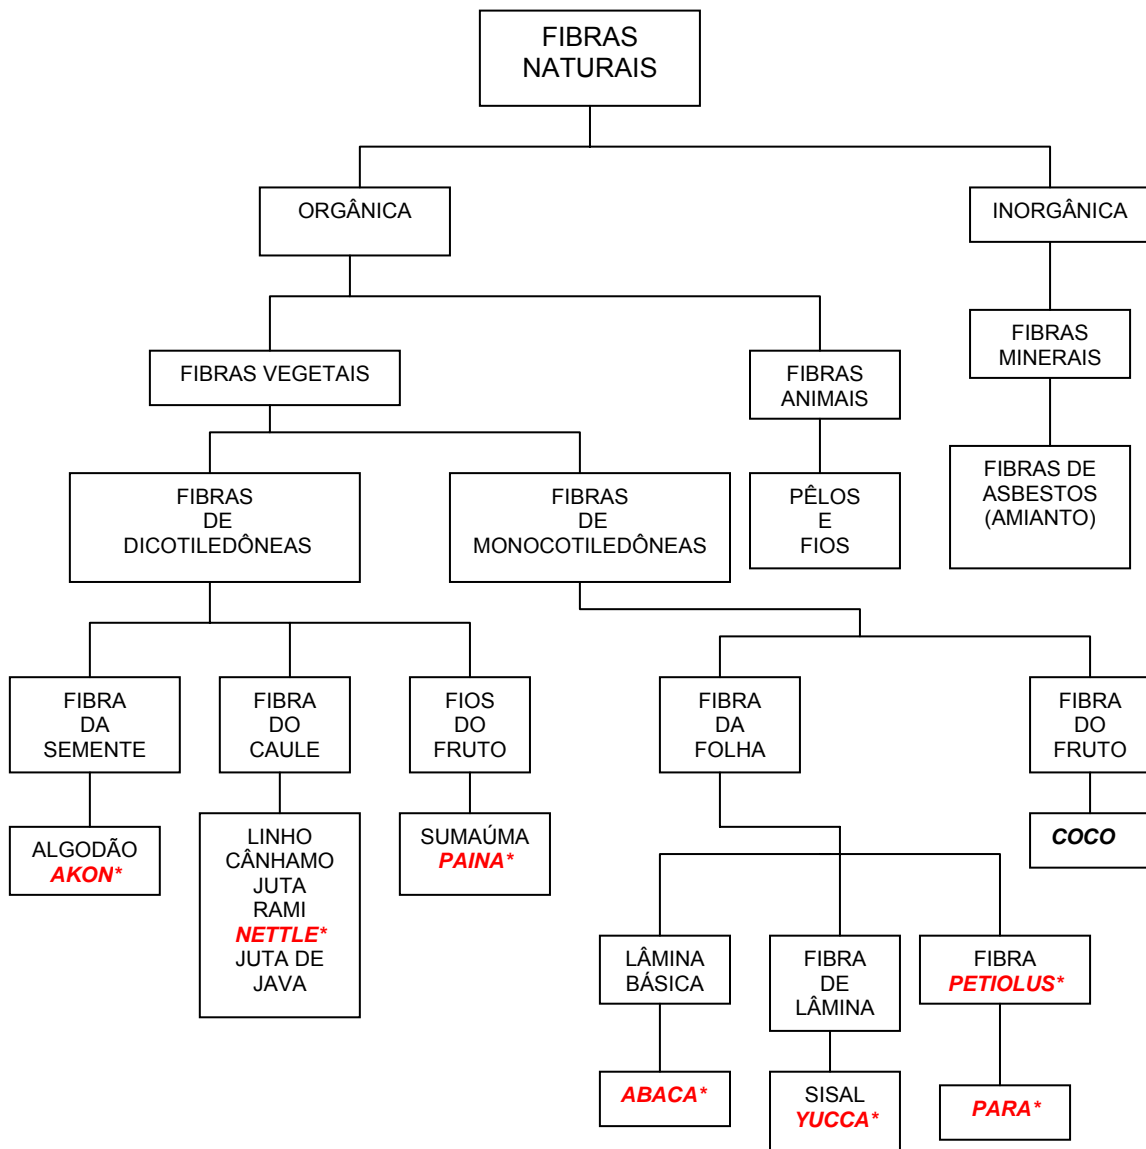 FIBRAS
NATURAIS
ORGÂNICA
INORGÂNICA
FIBRAS
MINERAIS
FIBRAS VEGETAIS
FIBRAS
ANIMAIS
FIBRAS
DE
DICOTILEDÔNEAS
FIBRAS
DE
MONOCOTILEDÔNEAS
PÊLOS
E
FIOS
FIBRAS DE
ASBESTOS
(AMIANTO)
FIBRA
DA
SEMENTE
FIBRA
DO
CAULE
FIOS
DO
FRUTO
FIBRA
DA
FOLHA
FIBRA
DO
FRUTO
ALGODÃO
AKON*
LINHO
CÂNHAMO
JUTA
RAMI
NETTLE*
JUTA DE
JAVA
SUMAÚMA
PAINA*
COCO
LÂMINA
BÁSICA
FIBRA
DE
LÂMINA
FIBRA
PETIOLUS*
ABACA*
SISAL
YUCCA*
PARA*